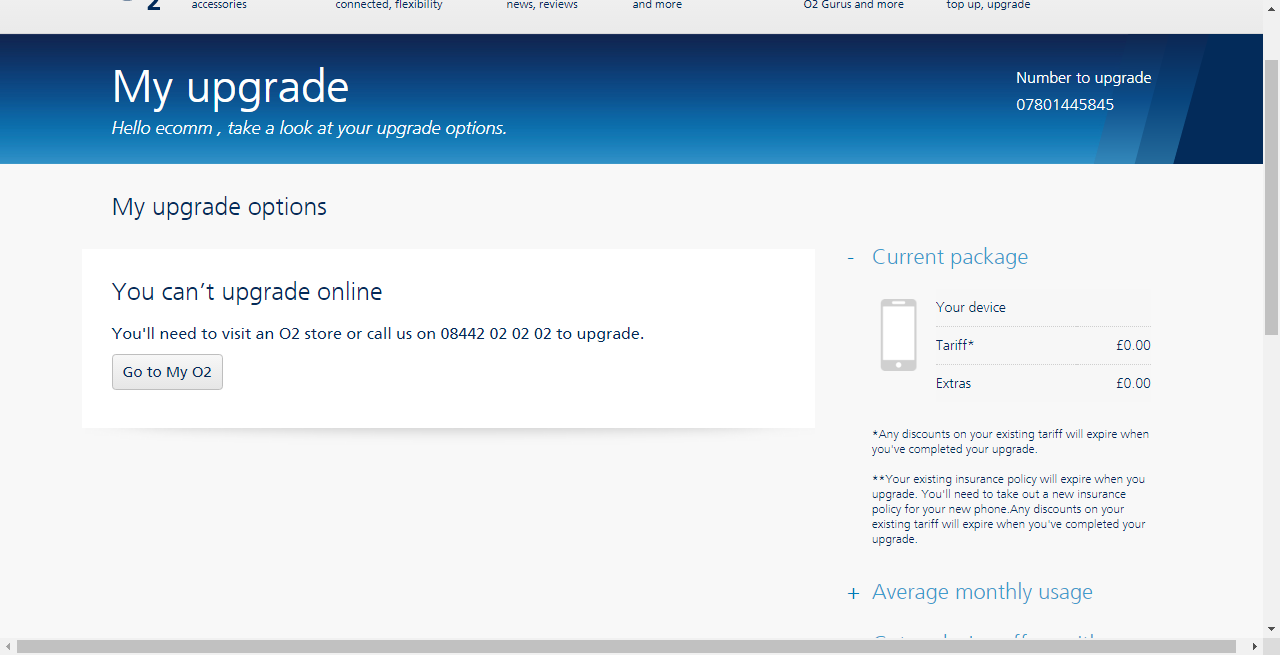 2 accessories connected, flexibility news, reviews and more O2 Gurus and more top up, upgrade
My upgrade
Hello ecomm , take a look at your upgrade options.
Number to upgrade
07801445845
My upgrade options
You can’t upgrade online
You'll need to visit an O2 store or call us on 08442 02 02 02 to upgrade.
Go to My O2
- Current package
Your device
Tariff* £0.00
Extras £0.00
*Any discounts on your existing tariff will expire when
you've completed your upgrade.
**Your existing insurance policy will expire when you
upgrade. You'll need to take out a new insurance
policy for your new phone.Any discounts on your
existing tariff will expire when you've completed your
upgrade.
+ Average monthly usage